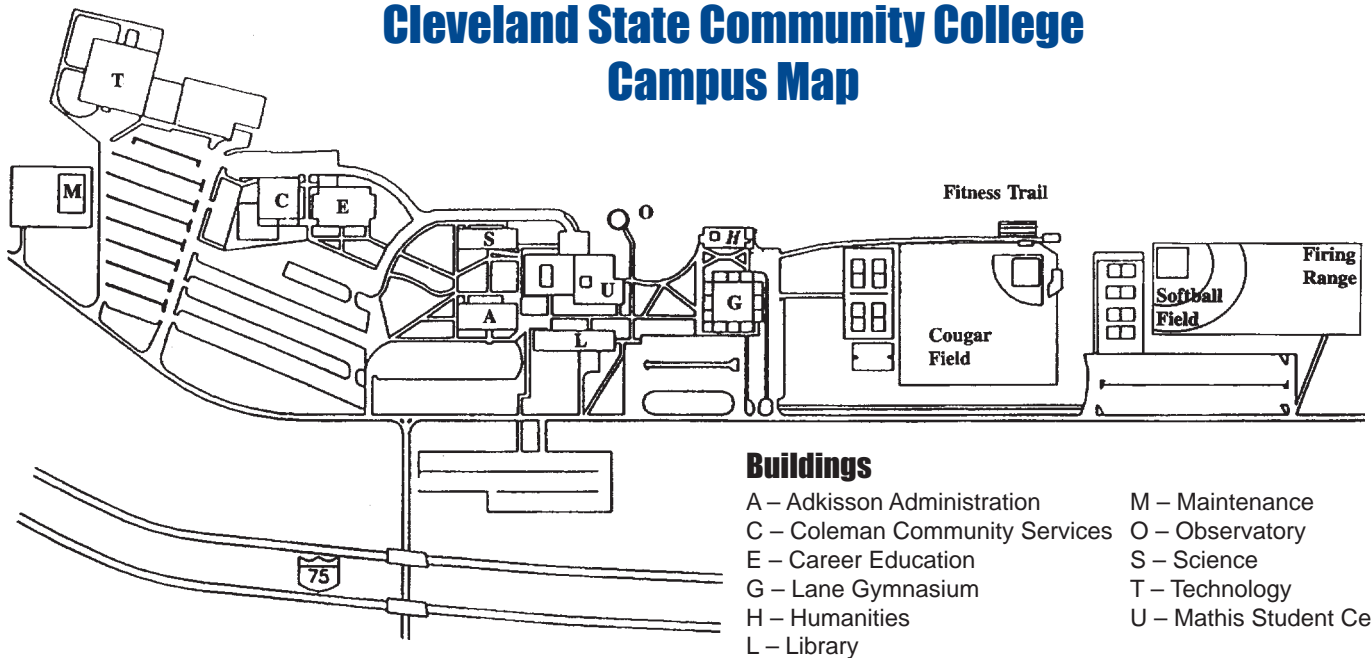 Cleveland State Community College
Campus Map
T
M
C
E
S
O
H
Fitness Trail
U
G
A
L
Cougar
Field
Softball
Field
Firing
Range
75
Buildings
A – Adkisson Administration
C – Coleman Community Services
E – Career Education
G – Lane Gymnasium
H – Humanities
L – Library
M – Maintenance
O – Observatory
S – Science
T – Technology
U – Mathis Student Ce